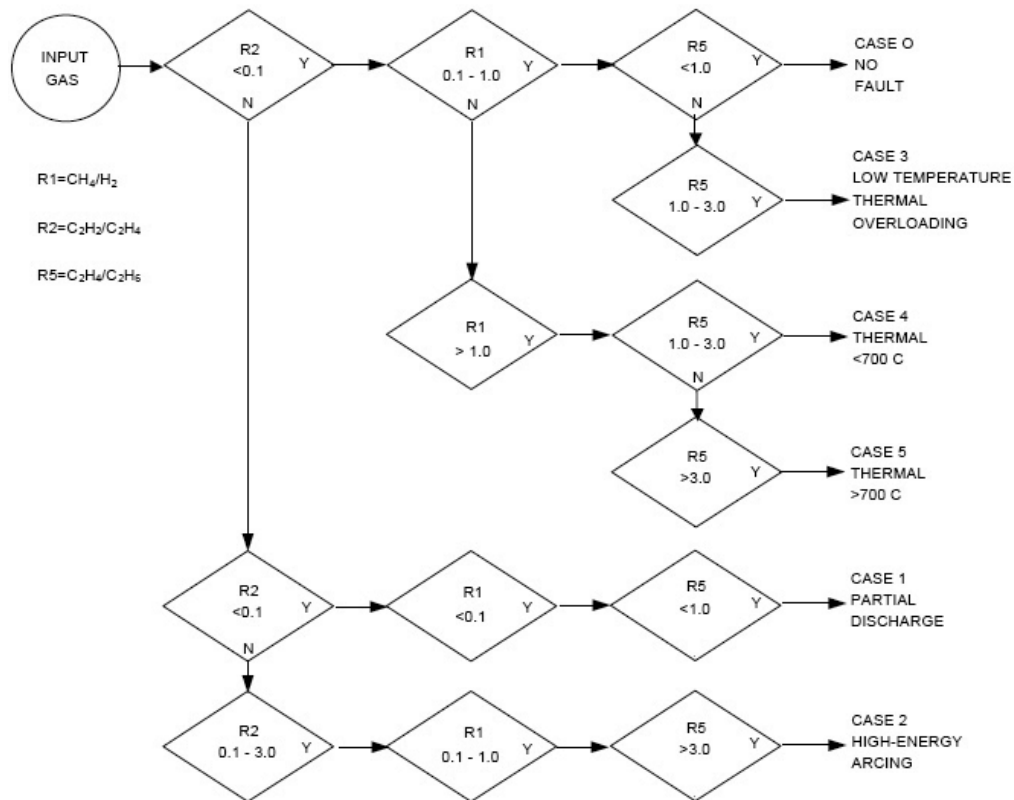 INPUT
GAS
R2
<0.1
Y
N
R1
0.1 - 1.0
Y
N
R5
<1.0
Y
N
CASE O
NO
FAULT
R5
1.0 - 3.0
Y
CASE 3
LOW TEMPERATURE
THERMAL
OVERLOADING
R1=CH₄/H₂
R2=C₂H₂/C₂H₄
R5=C₂H₄/C₂H₆
R1
> 1.0
Y
R5
1.0 - 3.0
Y
N
CASE 4
THERMAL
<700 C
R5
>3.0
Y
CASE 5
THERMAL
>700 C
R2
<0.1
Y
N
R1
<0.1
Y
R5
<1.0
Y
CASE 1
PARTIAL
DISCHARGE
R2
0.1 - 3.0
Y
R1
0.1 - 1.0
Y
R5
>3.0
Y
CASE 2
HIGH-ENERGY
ARCING